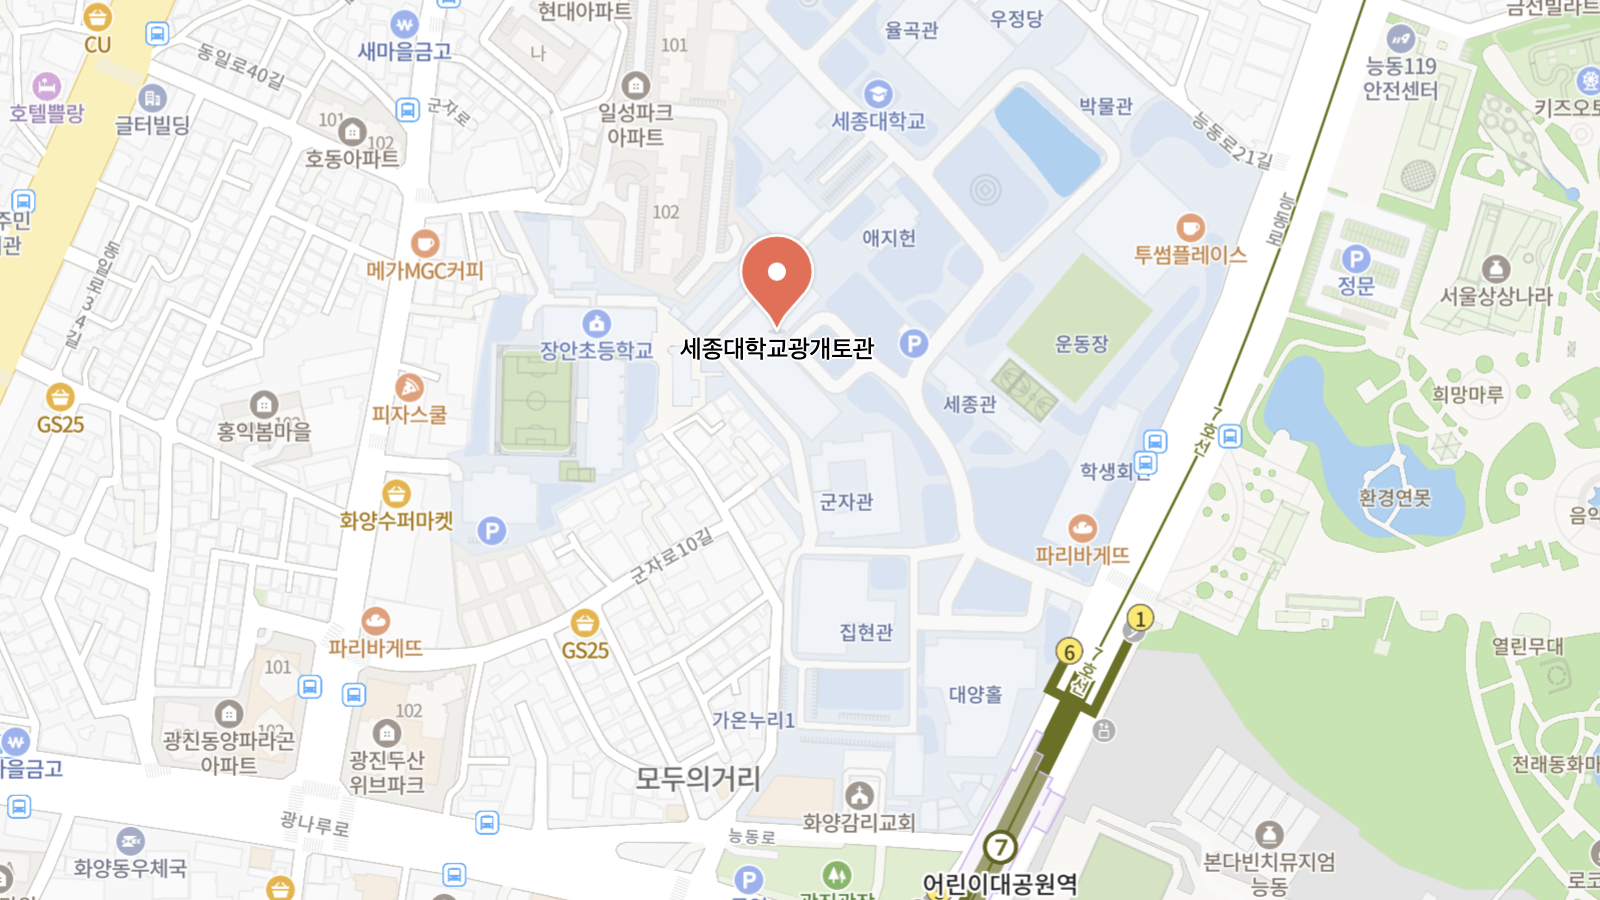 현대아파트
금선빌라트
우정당
율곡관
101
CU
동일로40길
새마을금고
나
능동119
안전센터
호텔쁠랑
글터빌딩
군자로
일성파크
아파트
세종대학교
박물관
키즈오토
101
102
호동아파트
능동로21길
102
능동로
주민
애지헌
메가MGC커피
투썸플레이스
정문
서울상상나라
동일로34길
장안초등학교
세종대학교광개토관
운동장
세종관
희망마루
GS25
피자스쿨
102
홍익봄마을
7호선
학생회관
화양수퍼마켓
군자관
환경연못
음악
군자로10길
파리바게뜨
파리바게뜨
GS25
집현관
1
6
7호선
열린무대
101
102
대양홀
가온누리1
102
광진동양파라곤
아파트
광진두산
위브파크
모두의거리
전래동화마
마을금고
광나루로
능동로
화양감리교회
7
본다빈치뮤지엄
능동
화양동우체국
어린이대공원역
로코